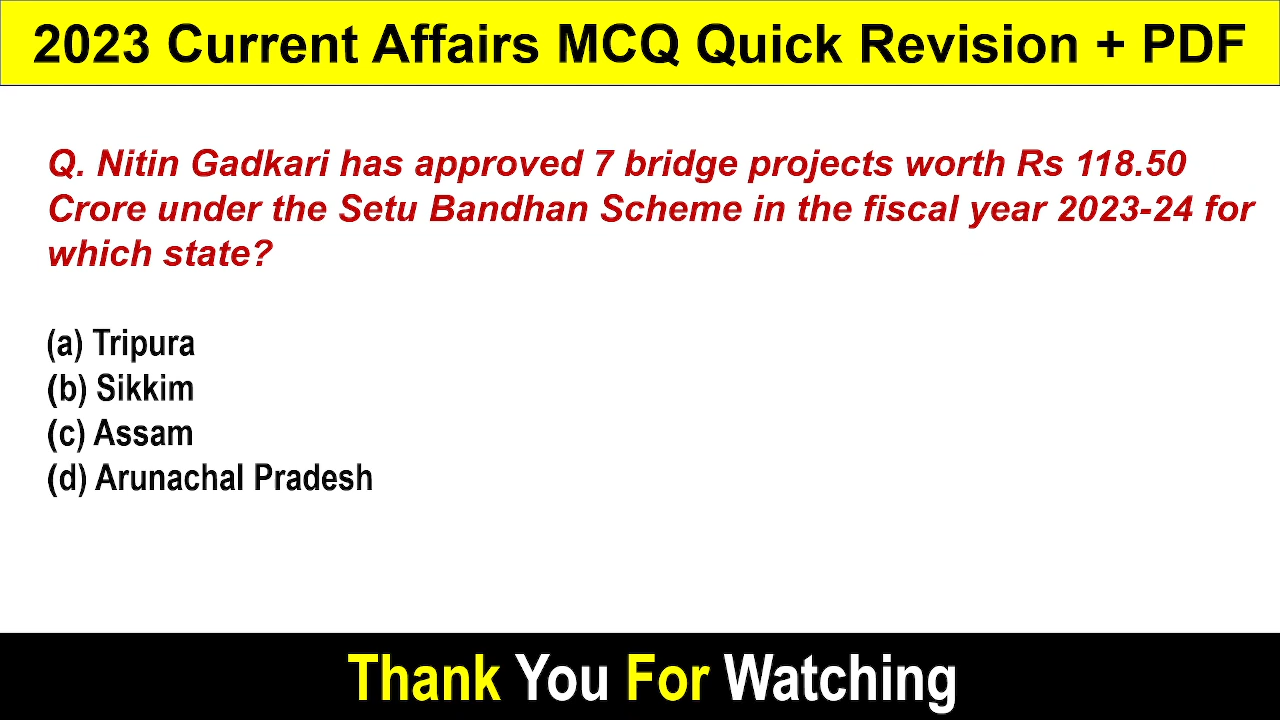 2023 Current Affairs MCQ Quick Revision + PDF
Q. Nitin Gadkari has approved 7 bridge projects worth Rs 118.50
Crore under the Setu Bandhan Scheme in the fiscal year 2023-24 for
which state?
(a) Tripura
(b) Sikkim
(c) Assam
(d) Arunachal Pradesh
Thank You For Watching